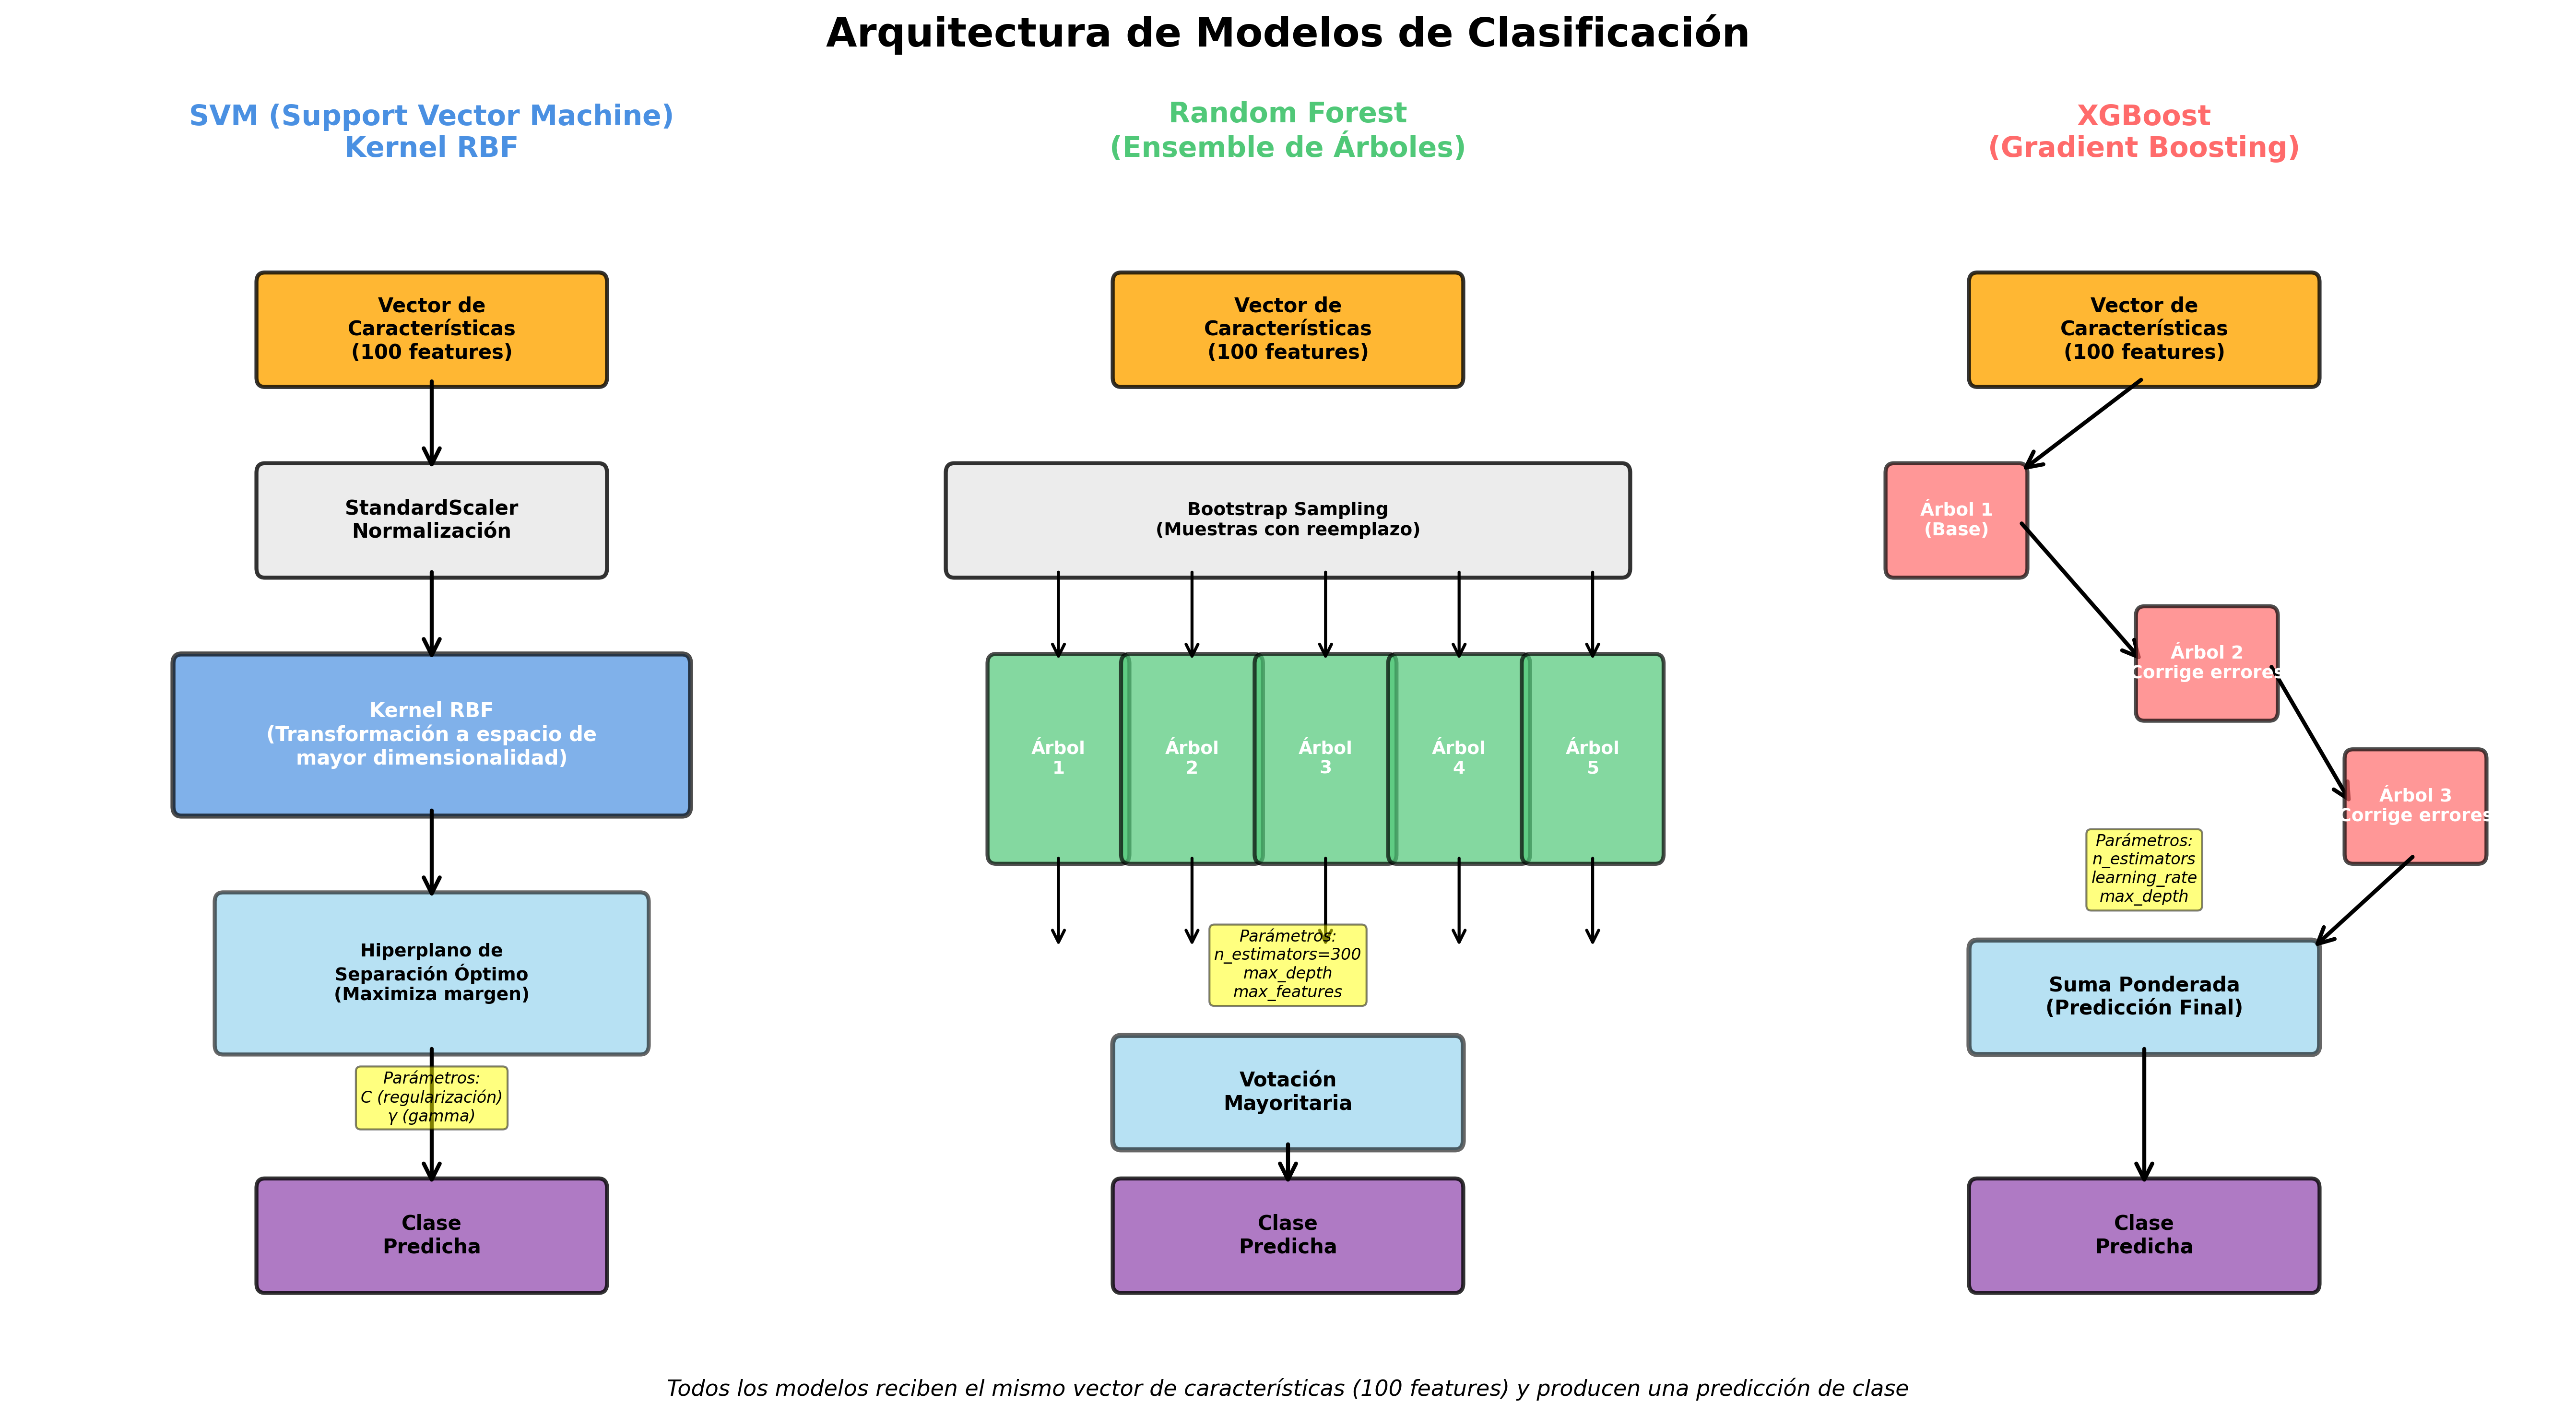 Arquitectura de Modelos de Clasificación
SVM (Support Vector Machine)
Kernel RBF
Vector de
Características
(100 features)
StandardScaler
Normalización
Kernel RBF
(Transformación a espacio de
mayor dimensionalidad)
Hiperplano de
Separación Óptimo
(Maximiza margen)
Parámetros:
C (regularización)
γ (gamma)
Clase
Predicha
Random Forest
(Ensemble de Árboles)
Vector de
Características
(100 features)
Bootstrap Sampling
(Muestras con reemplazo)
Árbol
1
Árbol
2
Árbol
3
Árbol
4
Árbol
5
Parámetros:
n_estimators=300
max_depth
max_features
Votación
Mayoritaria
Clase
Predicha
XGBoost
(Gradient Boosting)
Vector de
Características
(100 features)
Árbol 1
(Base)
Árbol 2
Corrige errores
Árbol 3
Corrige errores
Parámetros:
n_estimators
learning_rate
max_depth
Suma Ponderada
(Predicción Final)
Clase
Predicha
Todos los modelos reciben el mismo vector de características (100 features) y producen una predicción de clase